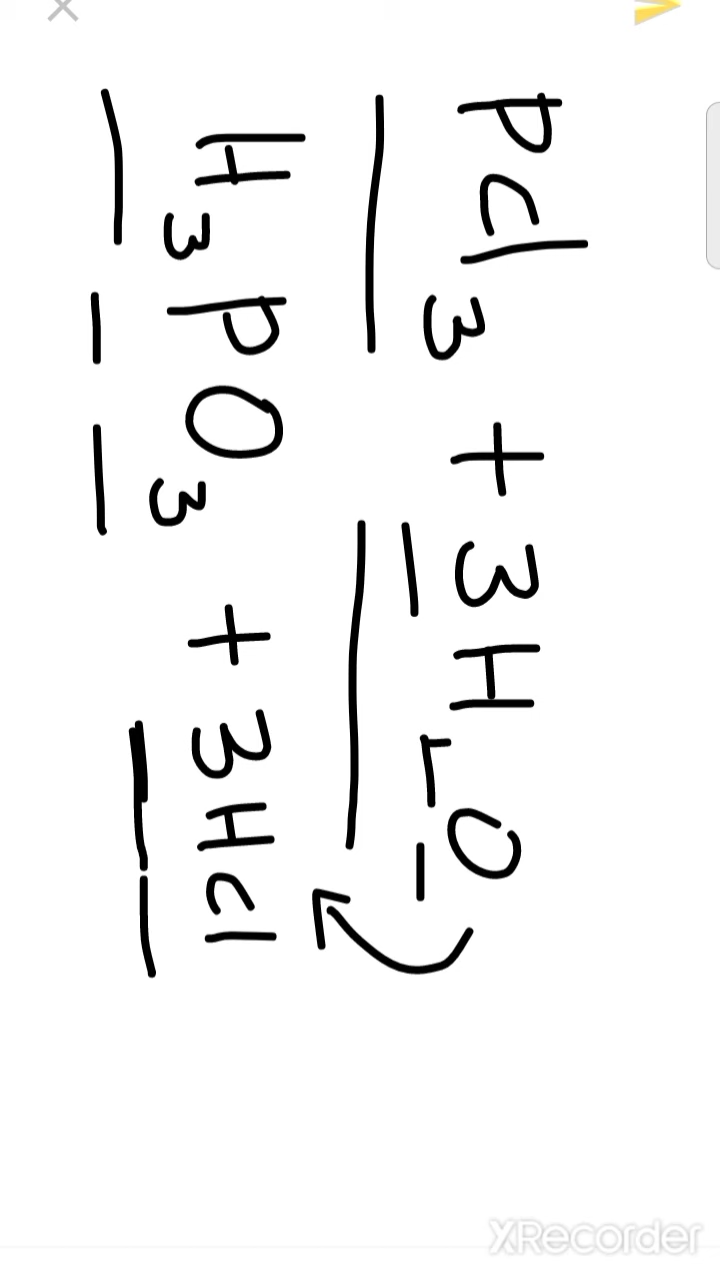 PCl₃ + 3H₂O
H₃PO₃ + 3HCl
XRecorder